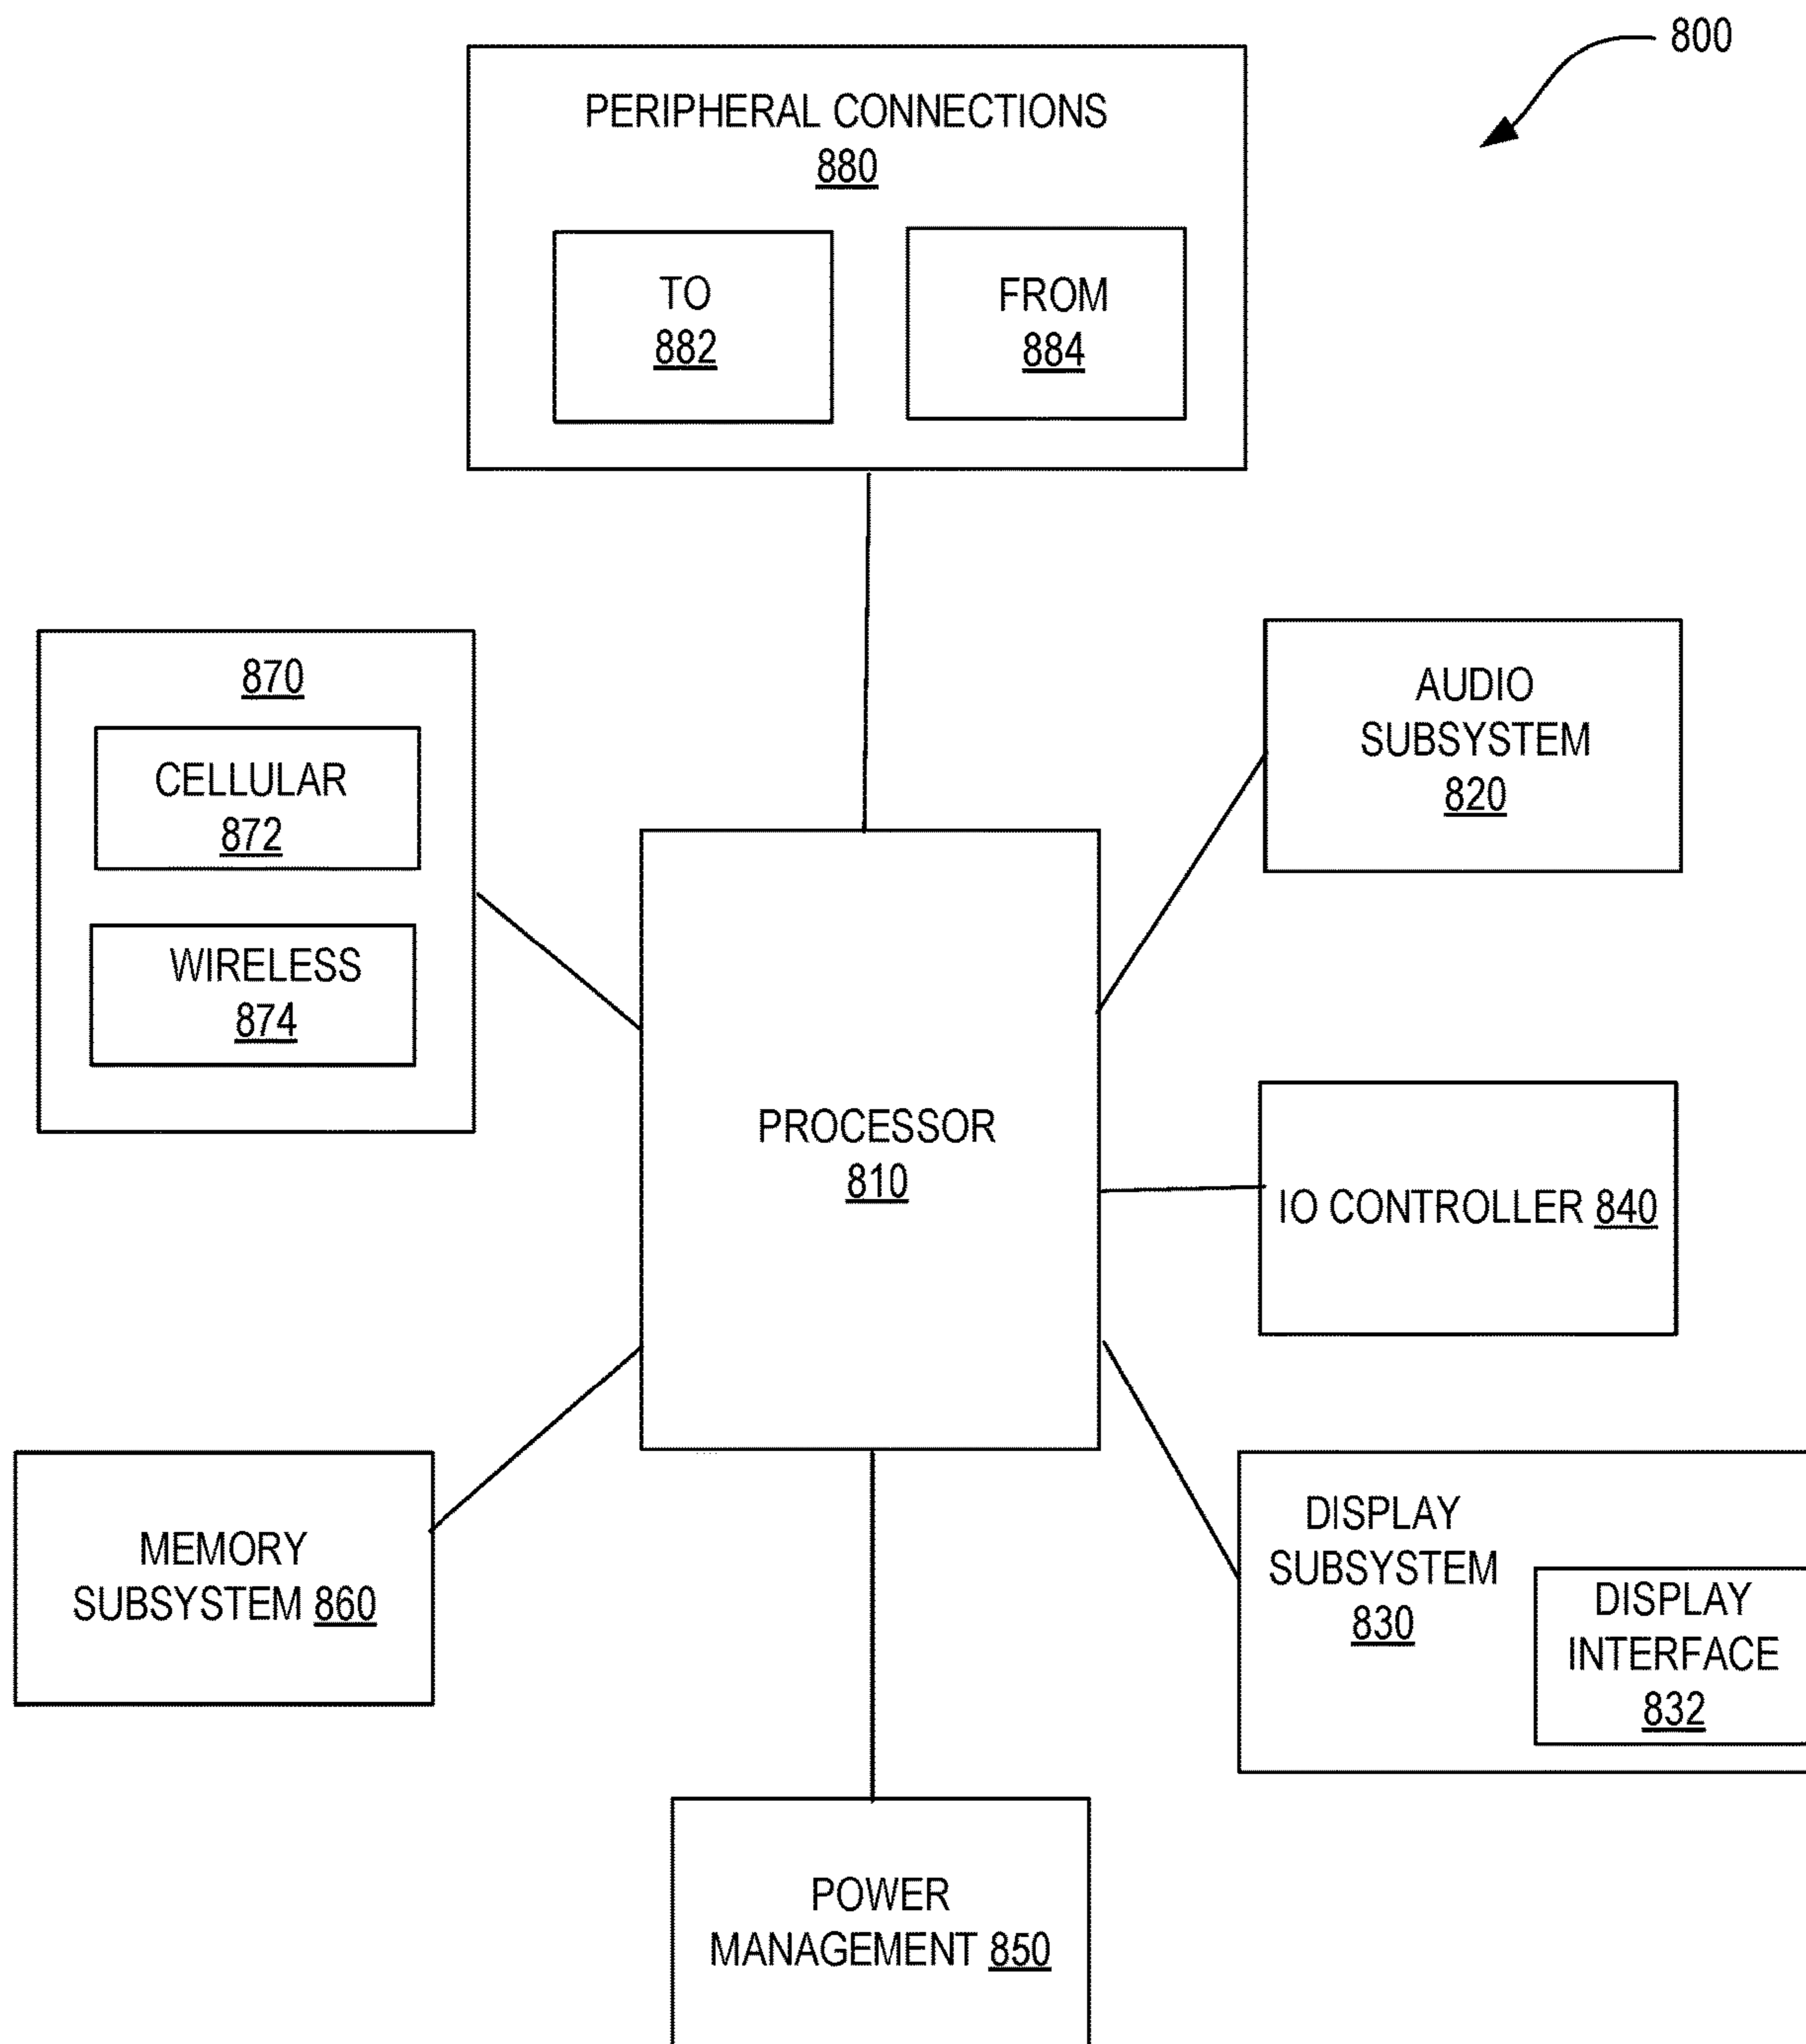 800
PERIPHERAL CONNECTIONS
880
TO
882
FROM
884
870
CELLULAR
872
WIRELESS
874
AUDIO
SUBSYSTEM
820
PROCESSOR
810
IO CONTROLLER 840
MEMORY
SUBSYSTEM 860
DISPLAY
SUBSYSTEM
830
DISPLAY
INTERFACE
832
POWER
MANAGEMENT 850